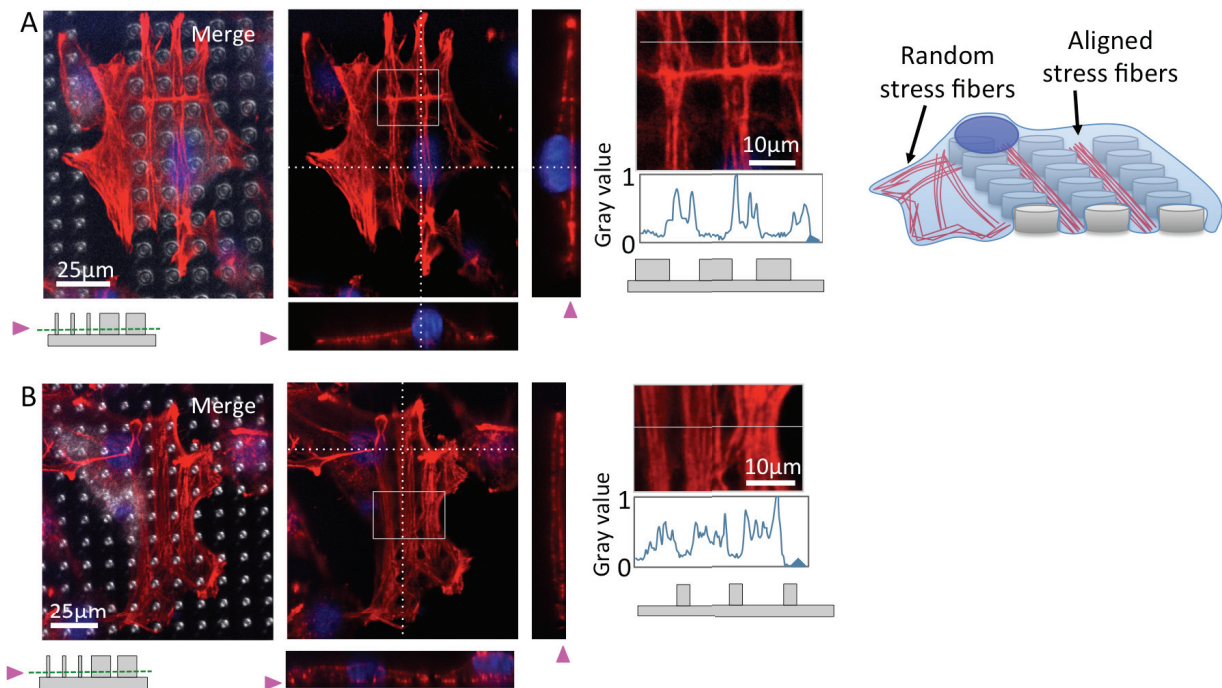 A
Merge
25μm
10μm
Gray value
1
0
Random
stress fibers
Aligned
stress fibers
B
Merge
25μm
10μm
Gray value
1
0